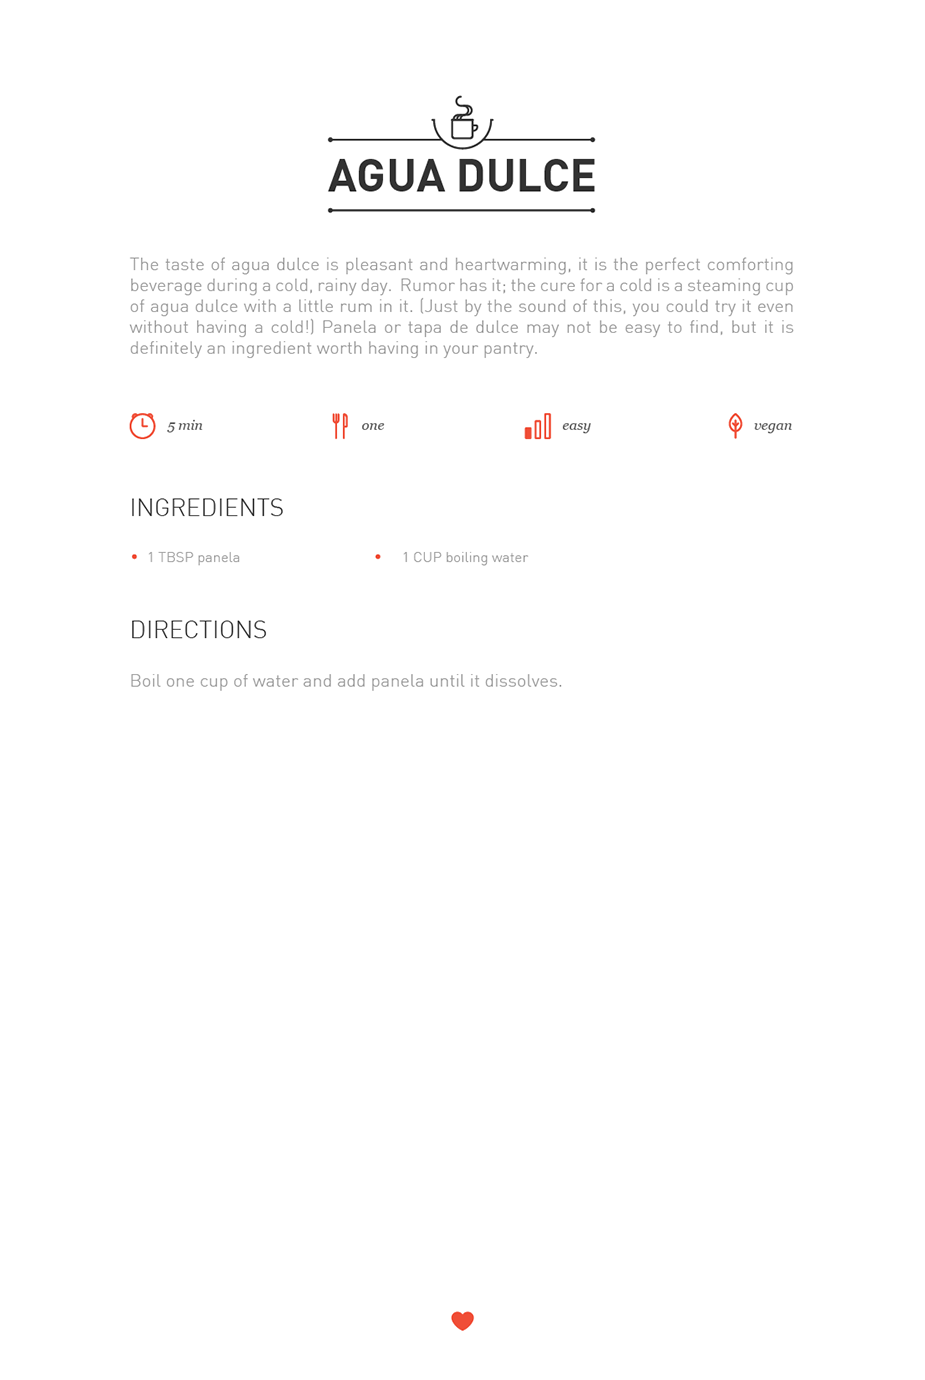 AGUA DULCE
The taste of agua dulce is pleasant and heartwarming, it is the perfect comforting
beverage during a cold, rainy day.  Rumor has it; the cure for a cold is a steaming cup
of agua dulce with a little rum in it. (Just by the sound of this, you could try it even
without having a cold!) Panela or tapa de dulce may not be easy to find, but it is
definitely an ingredient worth having in your pantry.
5 min one easy vegan
INGREDIENTS
• 1 TBSP panela • 1 CUP boiling water
DIRECTIONS
Boil one cup of water and add panela until it dissolves.